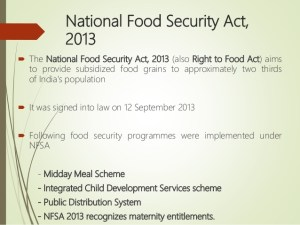 National Food Security Act,
2013
The National Food Security Act, 2013 (also Right to Food Act) aims
to provide subsidized food grains to approximately two thirds
of India's population
It was signed into law on 12 September 2013
Following food security programmes were implemented under
NFSA
- Midday Meal Scheme
- Integrated Child Development Services scheme
- Public Distribution System
- NFSA 2013 recognizes maternity entitlements.